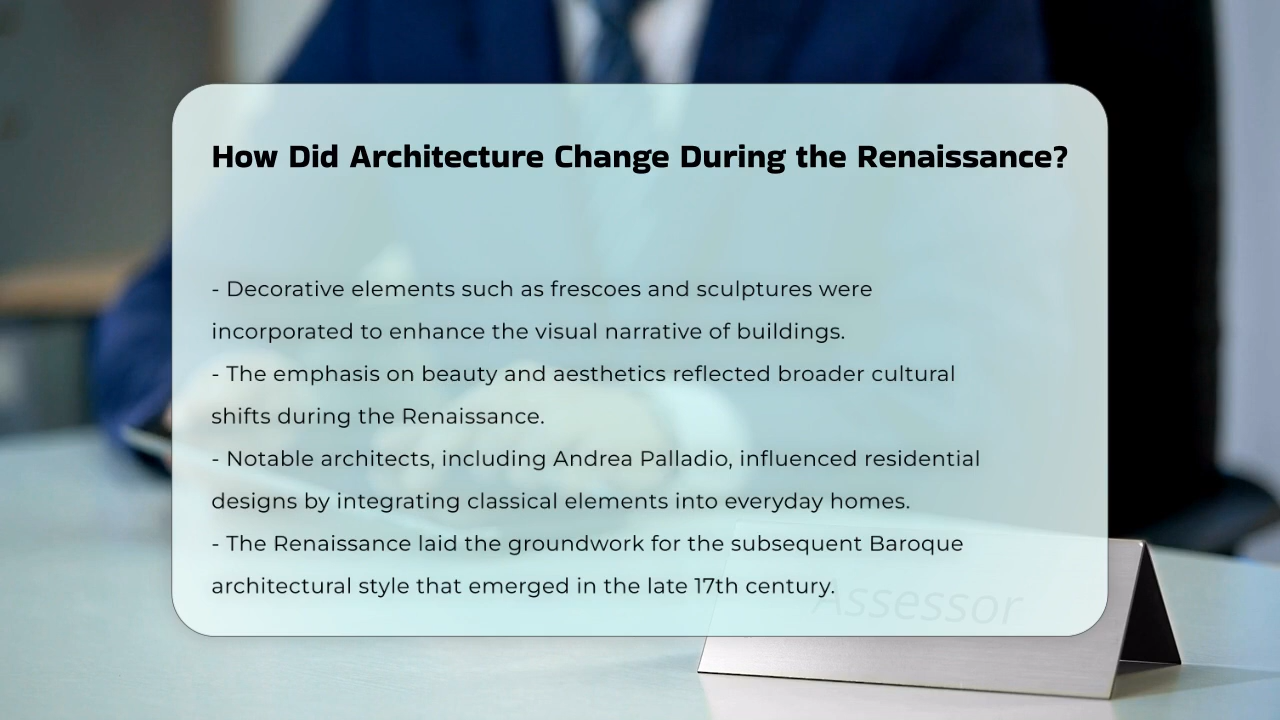 How Did Architecture Change During the Renaissance?
- Decorative elements such as frescoes and sculptures were
incorporated to enhance the visual narrative of buildings.
- The emphasis on beauty and aesthetics reflected broader cultural
shifts during the Renaissance.
- Notable architects, including Andrea Palladio, influenced residential
designs by integrating classical elements into everyday homes.
- The Renaissance laid the groundwork for the subsequent Baroque
architectural style that emerged in the late 17th century.
Assessor